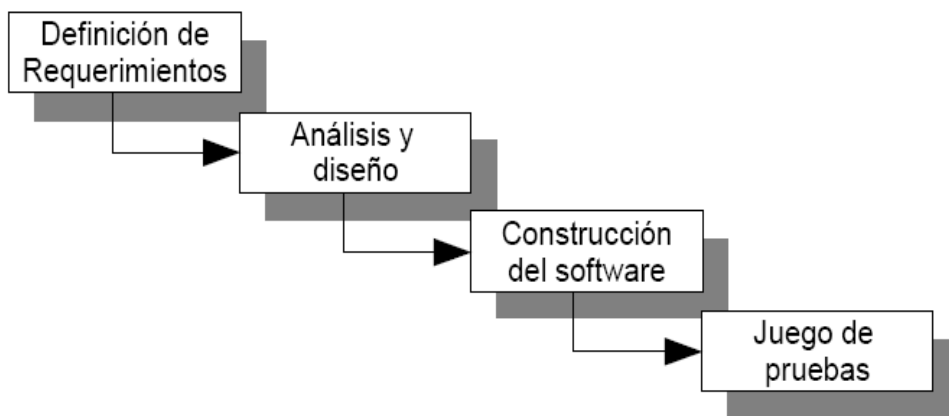 Definición de
Requerimientos
Análisis y
diseño
Construcción
del software
Juego de
pruebas